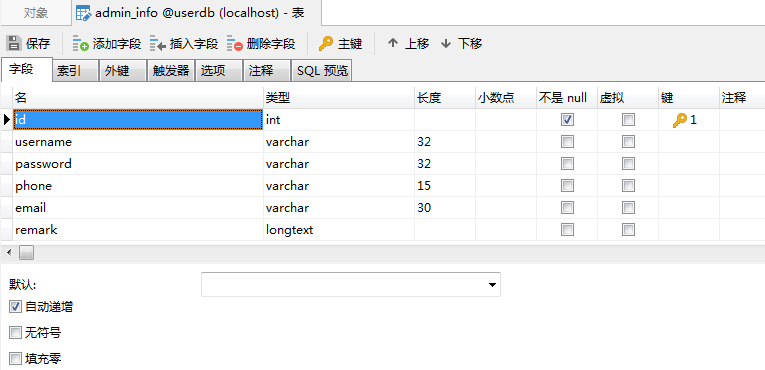 对象 admin_info @userdb (localhost) - 表
保存 添加字段 插入字段 删除字段 主键 上移 下移
字段 索引 外键 触发器 选项 注释 SQL 预览
名 类型 长度 小数点 不是 null 虚拟 键 注释
id int 1
username varchar 32
password varchar 32
phone varchar 15
email varchar 30
remark longtext
默认:
自动递增
无符号
填充零